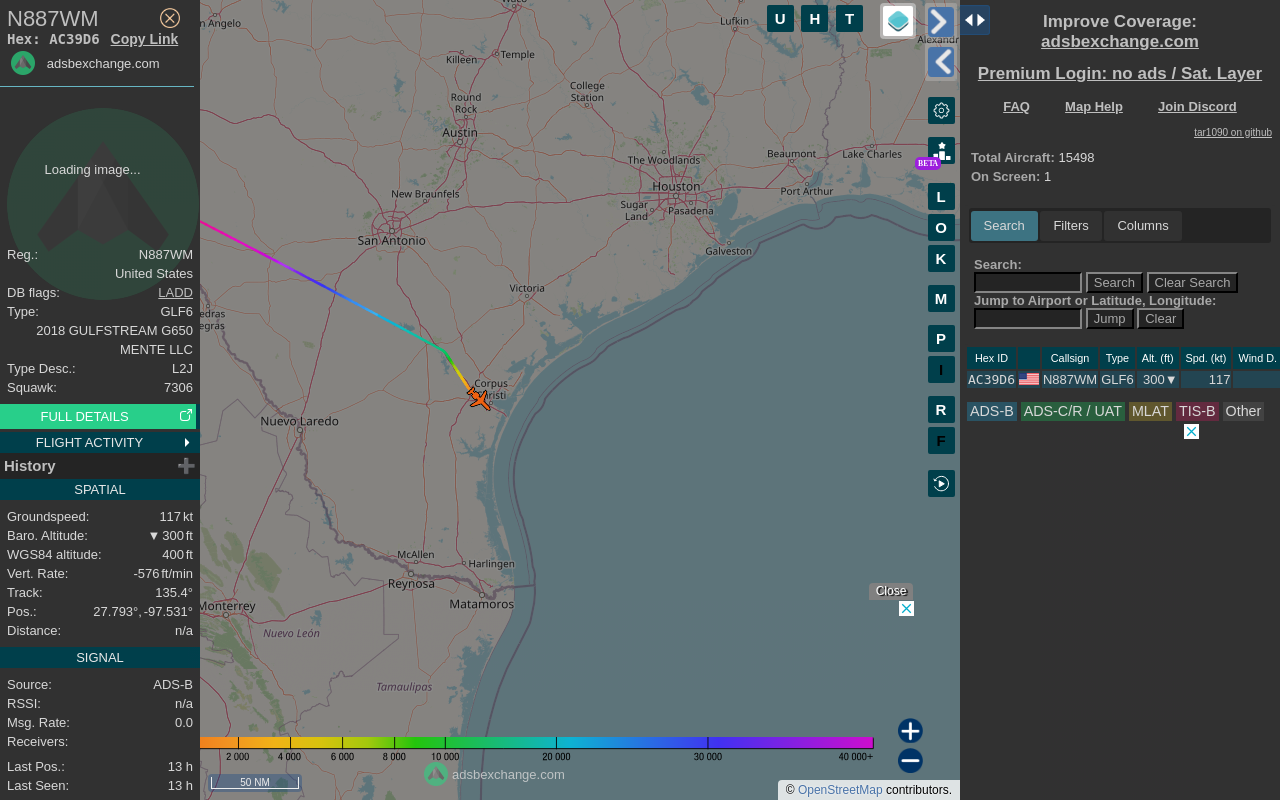 N887WM
Hex: AC39D6 Copy Link
adsbexchange.com
Loading image...
Reg.: N887WM
United States
DB flags: LADD
Type: GLF6
2018 GULFSTREAM G650
MENTE LLC
Type Desc.: L2J
Squawk: 7306
FULL DETAILS
FLIGHT ACTIVITY
History
SPATIAL
Groundspeed: 117 kt
Baro. Altitude: ▼ 300 ft
WGS84 altitude: 400 ft
Vert. Rate: -576 ft/min
Track: 135.4°
Pos.: 27.793°, -97.531°
Distance: n/a
SIGNAL
Source: ADS-B
RSSI: n/a
Msg. Rate: 0.0
Receivers:
Last Pos.: 13 h
Last Seen: 13 h
Waco
n Angelo
Lufkin
Temple
Killeen
Alexandri
College
Station
Round
Rock
Austin
The Woodlands
Beaumont
Lake Charles
Houston
Port Arthur
New Braunfels
Sugar
Land
Pasadena
San Antonio
Galveston
Victoria
edras
egras
Corpus
risti
Nuevo Laredo
McAllen
Harlingen
Reynosa
Matamoros
Monterrey
Nuevo León
Tamaulipas
U H T
BETA
L
O
K
M
P
I
R
F
Close
2 000 4 000 6 000 8 000 10 000 20 000 30 000 40 000+
adsbexchange.com
50 NM
© OpenStreetMap contributors.
Improve Coverage:
adsbexchange.com
Premium Login: no ads / Sat. Layer
FAQ Map Help Join Discord
tar1090 on github
Total Aircraft: 15498
On Screen: 1
Search Filters Columns
Search:
Search Clear Search
Jump to Airport or Latitude, Longitude:
Jump Clear
Hex ID Callsign Type Alt. (ft) Spd. (kt) Wind D.
AC39D6 N887WM GLF6 300▼ 117
ADS-B ADS-C/R / UAT MLAT TIS-B Other